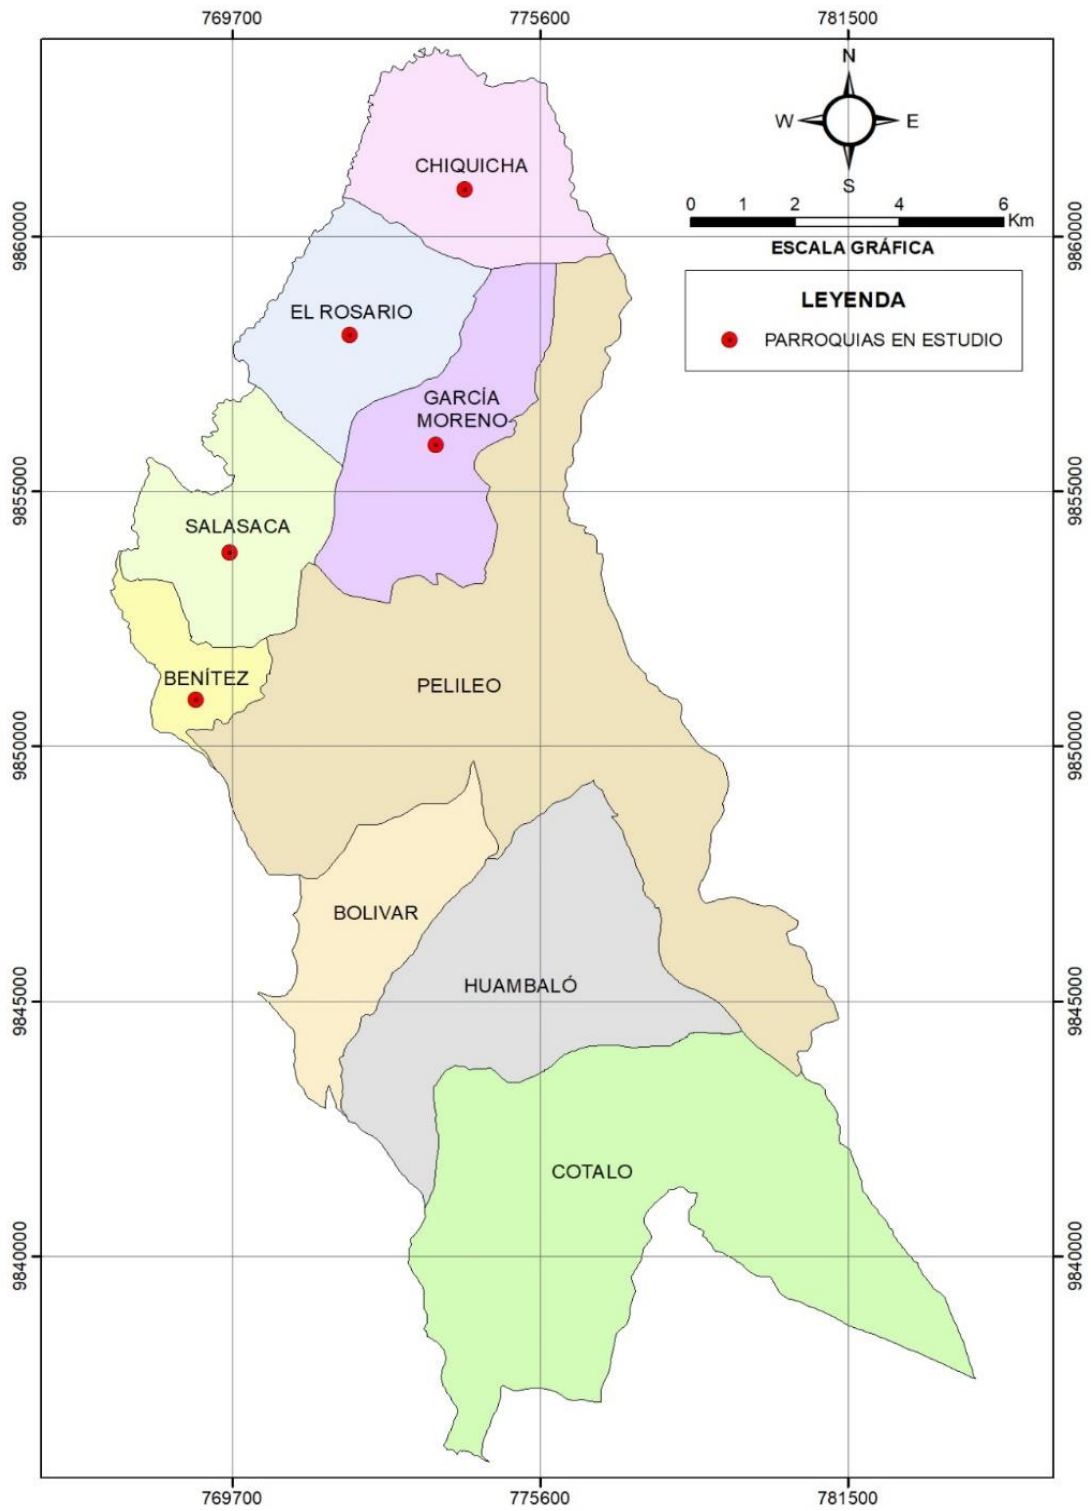 769700 775600 781500
N
W E
S
CHIQUICHA
0 1 2 4 6
Km
ESCALA GRÁFICA
9860000 9860000
LEYENDA
EL ROSARIO
PARROQUIAS EN ESTUDIO
GARCÍA
MORENO
9855000 9855000
SALASACA
BENÍTEZ
PELILEO
9850000 9850000
BOLIVAR
HUAMBALÓ
9845000 9845000
COTALO
9840000 9840000
769700 775600 781500